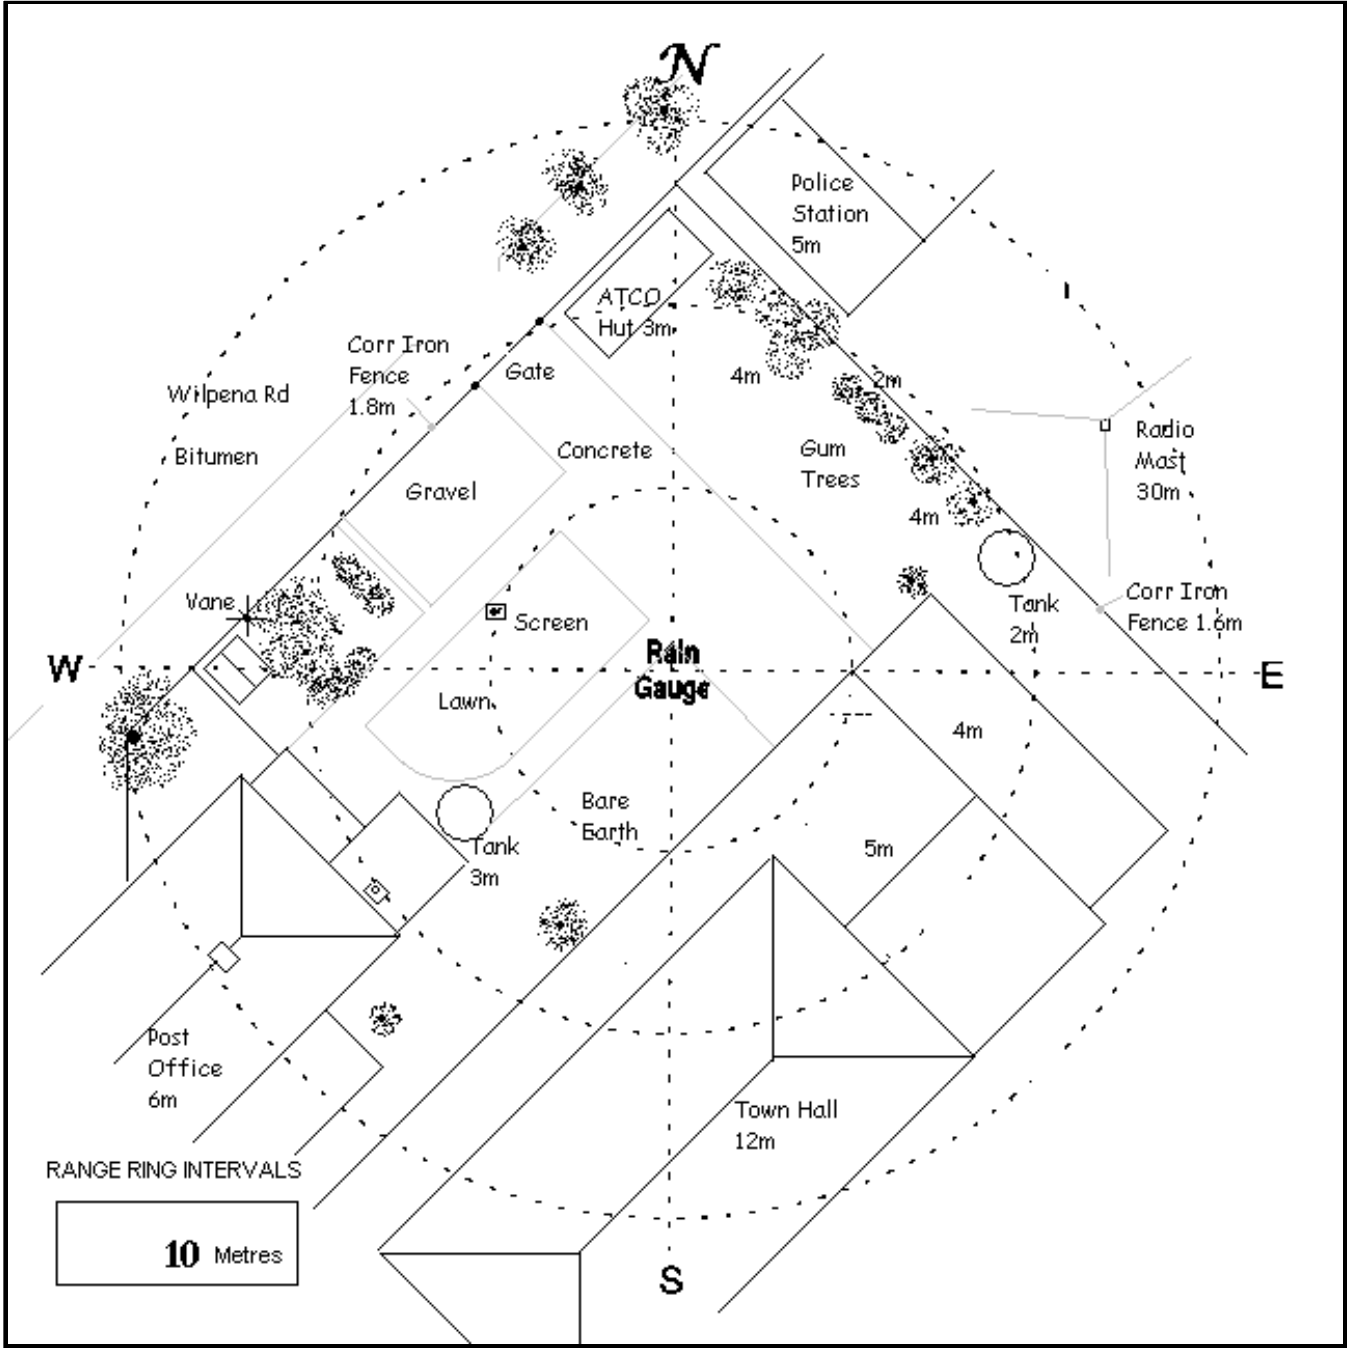 N
Police
Station
5m
ATCO
Hut 3m
Corr Iron
Fence
1.8m
Gate
4m
2m
Wilpena Rd
Bitumen
Concrete
Gum
Trees
Radio
Mast
30m
Gravel
4m
Vane
Screen
Tank
2m
Corr Iron
Fence 1.6m
W
Rain
Gauge
E
Lawn
4m
Bare
Earth
Tank
3m
5m
Post
Office
6m
Town Hall
12m
RANGE RING INTERVALS
10 Metres
S